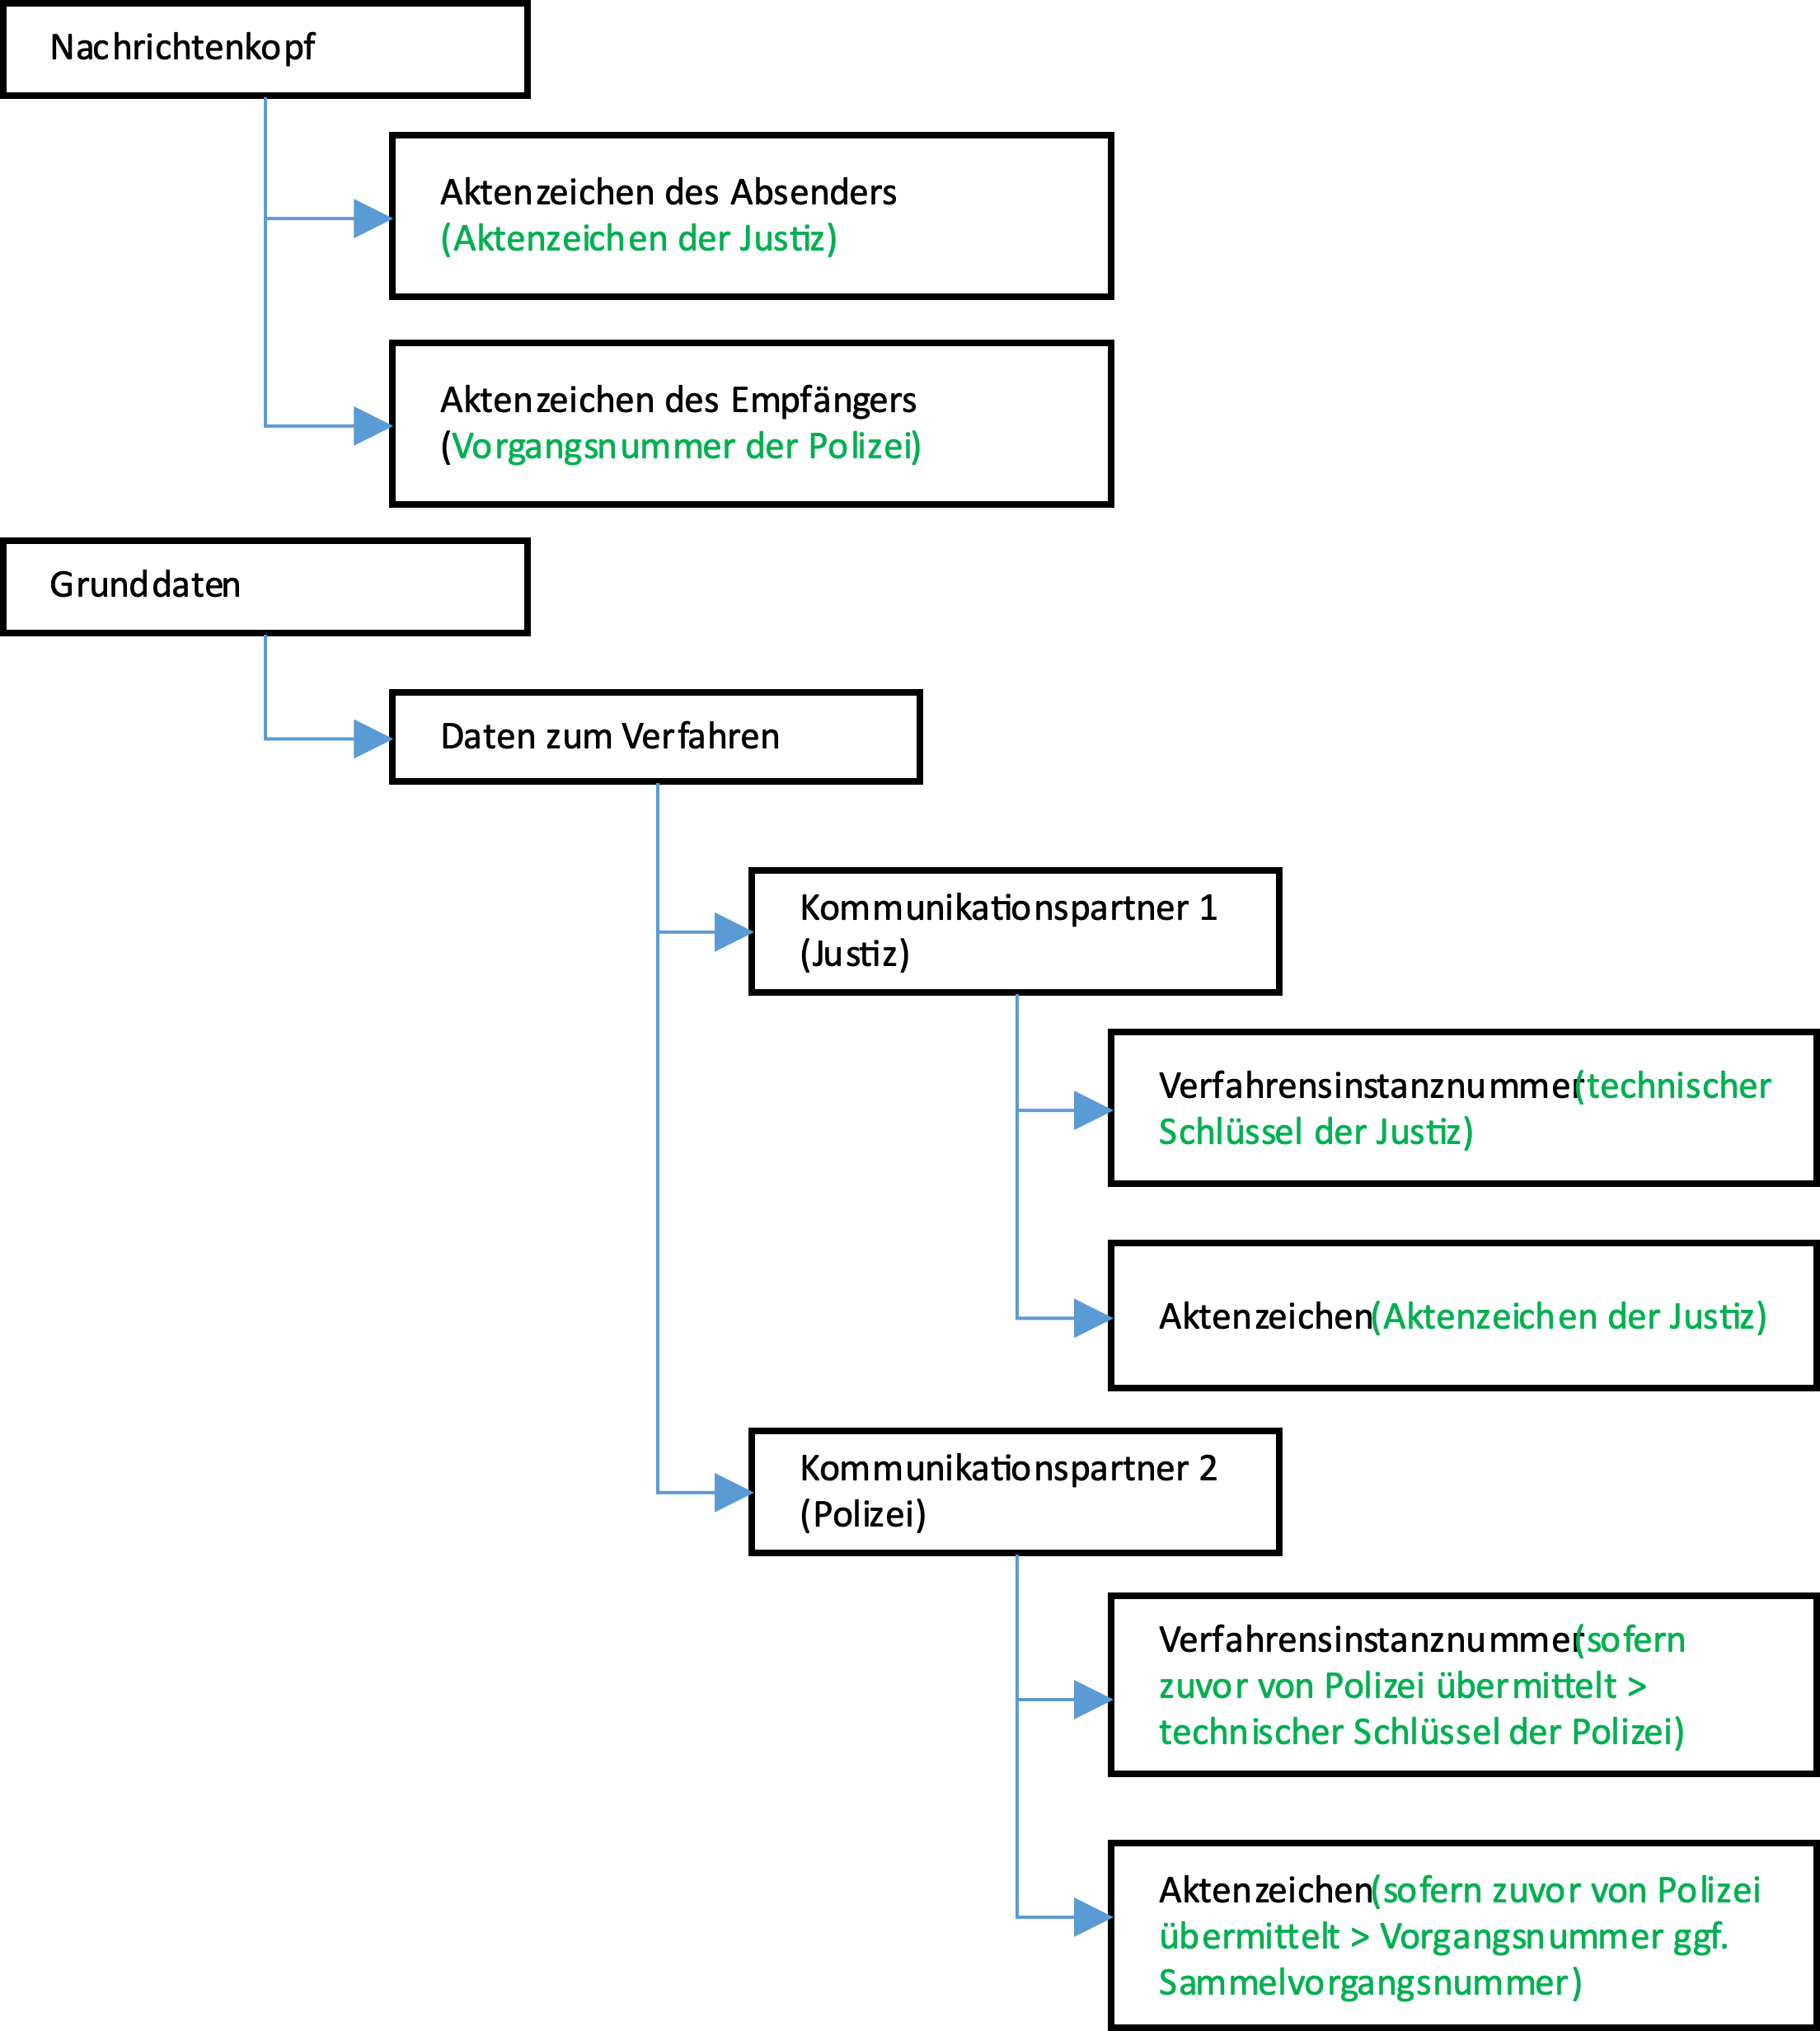 Nachrichtenkopf
Aktenzeichen des Absenders
(Aktenzeichen der Justiz)
Aktenzeichen des Empfängers
(Vorgangsnummer der Polizei)
Grunddaten
Daten zum Verfahren
Kommunikationspartner 1
(Justiz)
Verfahrensinstanznummer(technischer
Schlüssel der Justiz)
Aktenzeichen(Aktenzeichen der Justiz)
Kommunikationspartner 2
(Polizei)
Verfahrensinstanznummer(sofern
zuvor von Polizei übermittelt >
technischer Schlüssel der Polizei)
Aktenzeichen(sofern zuvor von Polizei
übermittelt > Vorgangsnummer ggf.
Sammelvorgangsnummer)